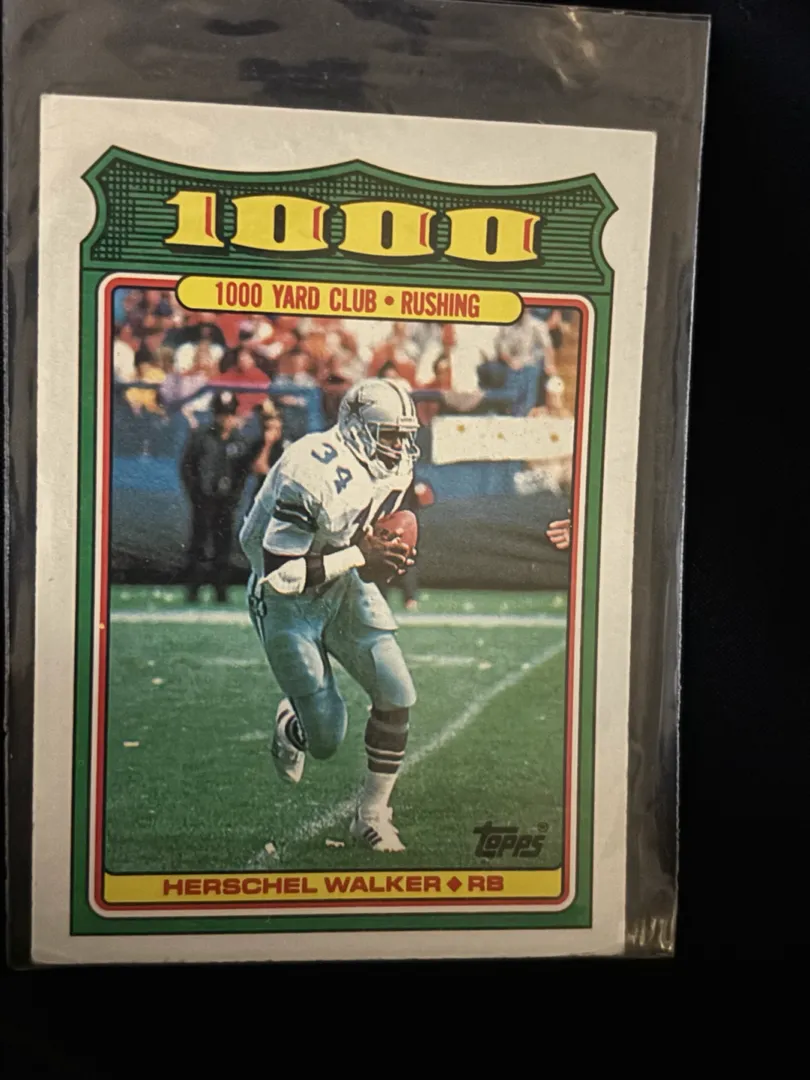 1000
1000 YARD CLUB • RUSHING
34
TOPPS®
HERSCHEL WALKER ♦ RB